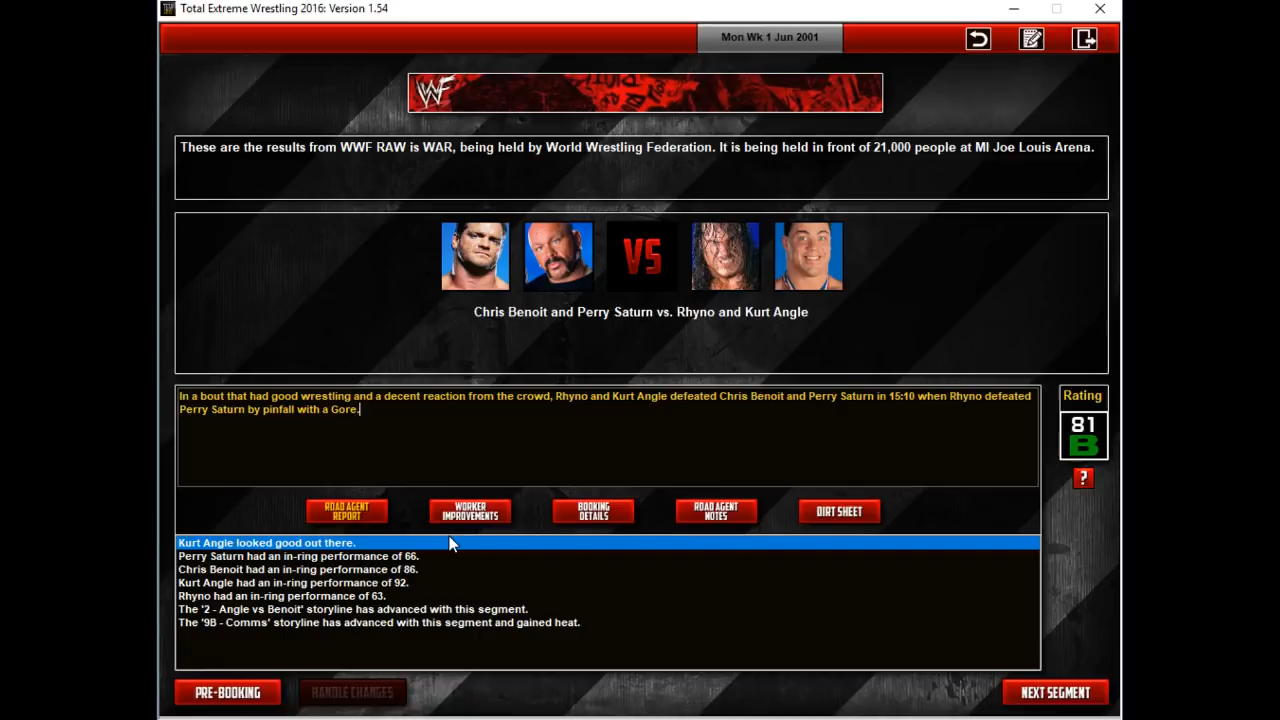 Total Extreme Wrestling 2016: Version 1.54
Mon Wk 1 Jun 2001
WF
These are the results from WWF RAW is WAR, being held by World Wrestling Federation. It is being held in front of 21,000 people at MI Joe Louis Arena.
VS
Chris Benoit and Perry Saturn vs. Rhyno and Kurt Angle
In a bout that had good wrestling and a decent reaction from the crowd, Rhyno and Kurt Angle defeated Chris Benoit and Perry Saturn in 15:10 when Rhyno defeated
Perry Saturn by pinfall with a Gore.
Rating
81
B
?
ROAD AGENT
REPORT
WORKER
IMPROVEMENTS
BOOKING
DETAILS
ROAD AGENT
NOTES
DIRT SHEET
Kurt Angle looked good out there.
Perry Saturn had an in-ring performance of 66.
Chris Benoit had an in-ring performance of 86.
Kurt Angle had an in-ring performance of 92.
Rhyno had an in-ring performance of 63.
The '2 - Angle vs Benoit' storyline has advanced with this segment.
The '9B - Comms' storyline has advanced with this segment and gained heat.
PRE-BOOKING
HANDLE CHANGES
NEXT SEGMENT